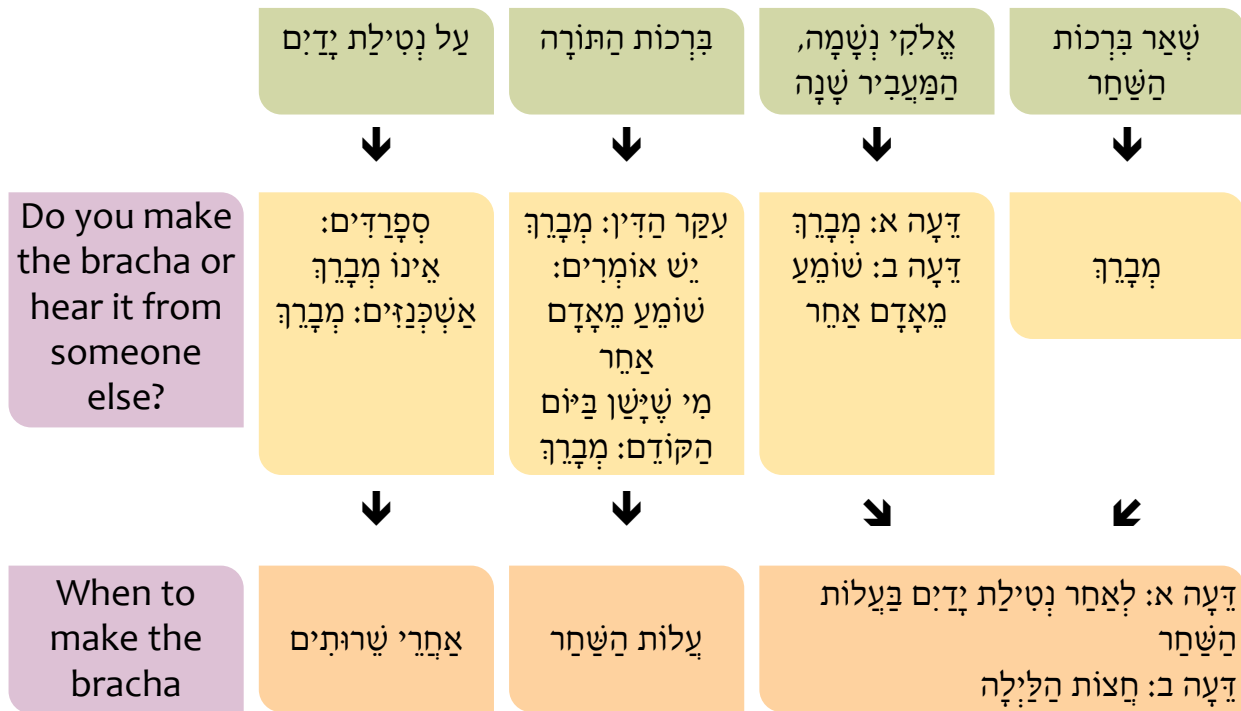 עַל נְטִילַת יָדַיִם
בִּרְכוֹת הַתּוֹרָה
אֱלֹקַי נְשָׁמָה,
הַמַּעֲבִיר שָׁנָה
שְׁאַר בִּרְכוֹת
הַשַּׁחַר
Do you make
the bracha or
hear it from
someone
else?
סְפָרַדִּים:
אֵינוֹ מְבָרֵךְ
אַשְׁכְּנַזִּים: מְבָרֵךְ
עִקַּר הַדִּין: מְבָרֵךְ
יֵשׁ אוֹמְרִים:
שׁוֹמֵעַ מֵאָדָם
אַחֵר
מִי שֶׁיָּשַׁן בַּיּוֹם
הַקּוֹדֵם: מְבָרֵךְ
דֵּעָה א: מְבָרֵךְ
דֵּעָה ב: שׁוֹמֵעַ
מֵאָדָם אַחֵר
מְבָרֵךְ
When to
make the
bracha
אַחֲרֵי שֵׁרוּתִים
עֲלוֹת הַשַּׁחַר
דֵּעָה א: לְאַחַר נְטִילַת יָדַיִם בַּעֲלוֹת
הַשַּׁחַר
דֵּעָה ב: חֲצוֹת הַלַּיְלָה